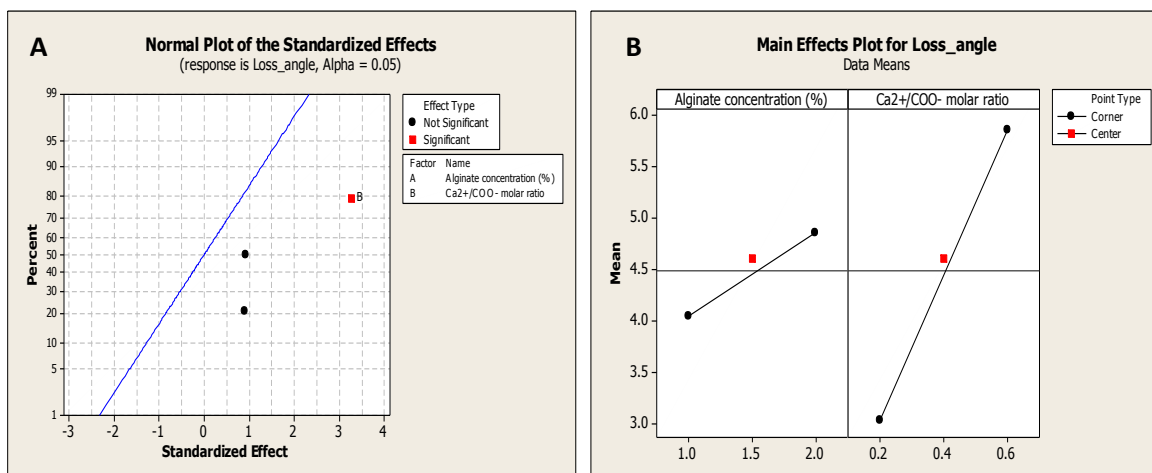 A
Normal Plot of the Standardized Effects
(response is Loss_angle, Alpha = 0.05)
99
95
90
80
70
60
50
40
30
20
10
5
1
Percent
B
-3 -2 -1 0 1 2 3 4
Standardized Effect
Effect Type
Not Significant
Significant
Factor Name
A Alginate concentration (%)
B Ca2+/COO- molar ratio
B
Main Effects Plot for Loss_angle
Data Means
Alginate concentration (%) Ca2+/COO- molar ratio
6.0
5.5
5.0
4.5
4.0
3.5
3.0
Mean
1.0 1.5 2.0 0.2 0.4 0.6
Point Type
Corner
Center